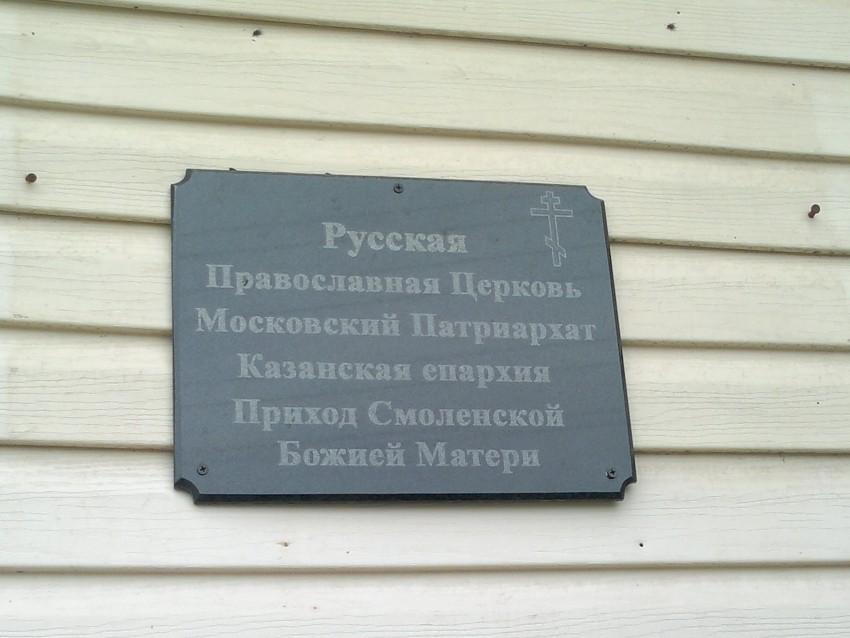 Русская
Православная Церковь
Московский Патриархат
Казанская епархия
Приход Смоленской
Божией Матери